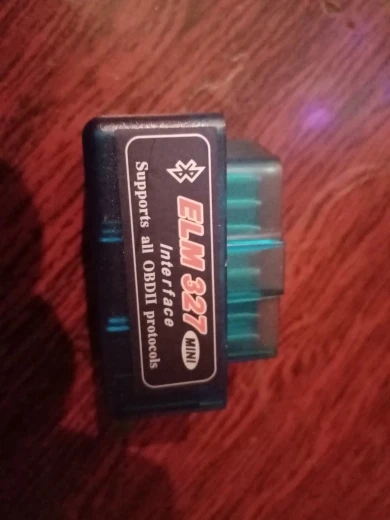 ELM 327 MINI
Interface
Supports all OBDII protocols